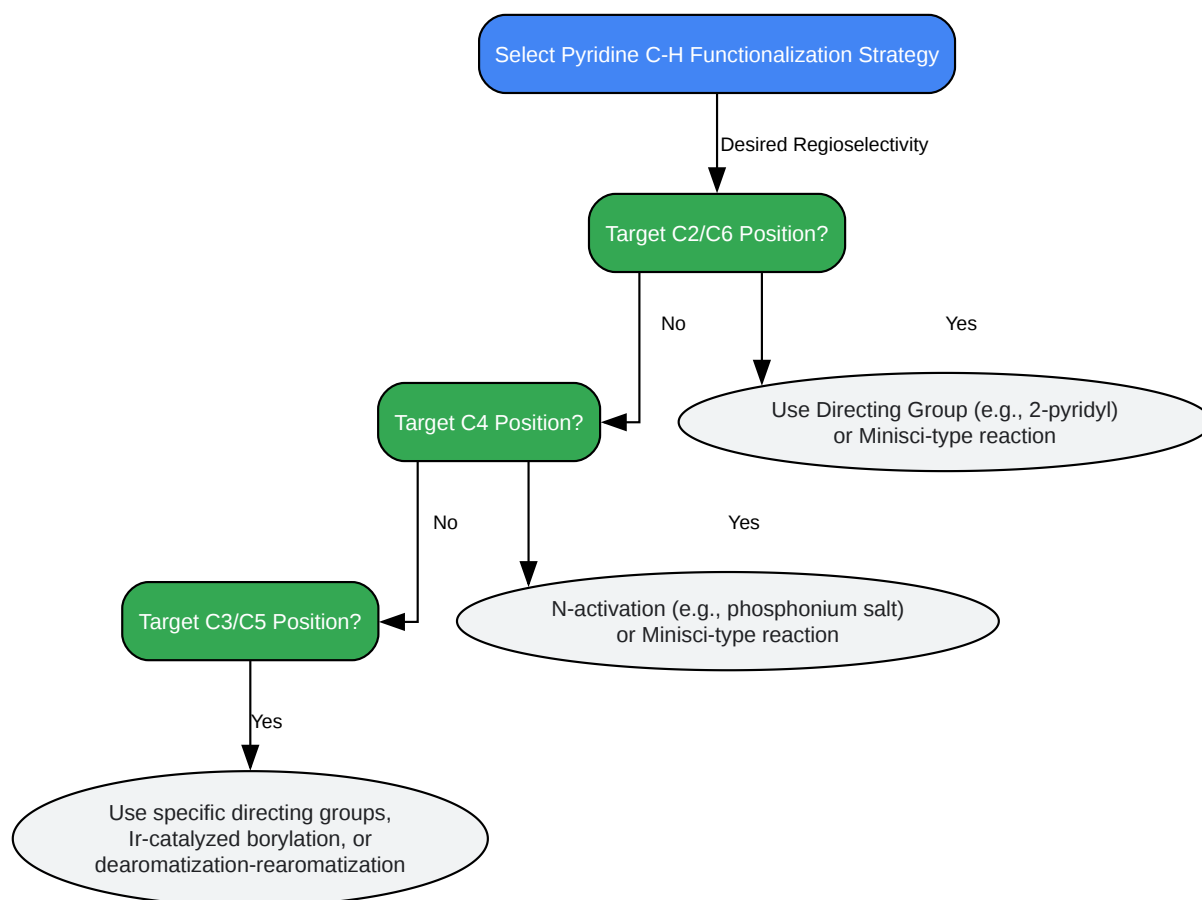 Select Pyridine C-H Functionalization Strategy
Desired Regioselectivity
Target C2/C6 Position?
No
Yes
Target C4 Position?
Use Directing Group (e.g., 2-pyridyl)
or Minisci-type reaction
No
Yes
Target C3/C5 Position?
N-activation (e.g., phosphonium salt)
or Minisci-type reaction
Yes
Use specific directing groups,
Ir-catalyzed borylation, or
dearomatization-rearomatization